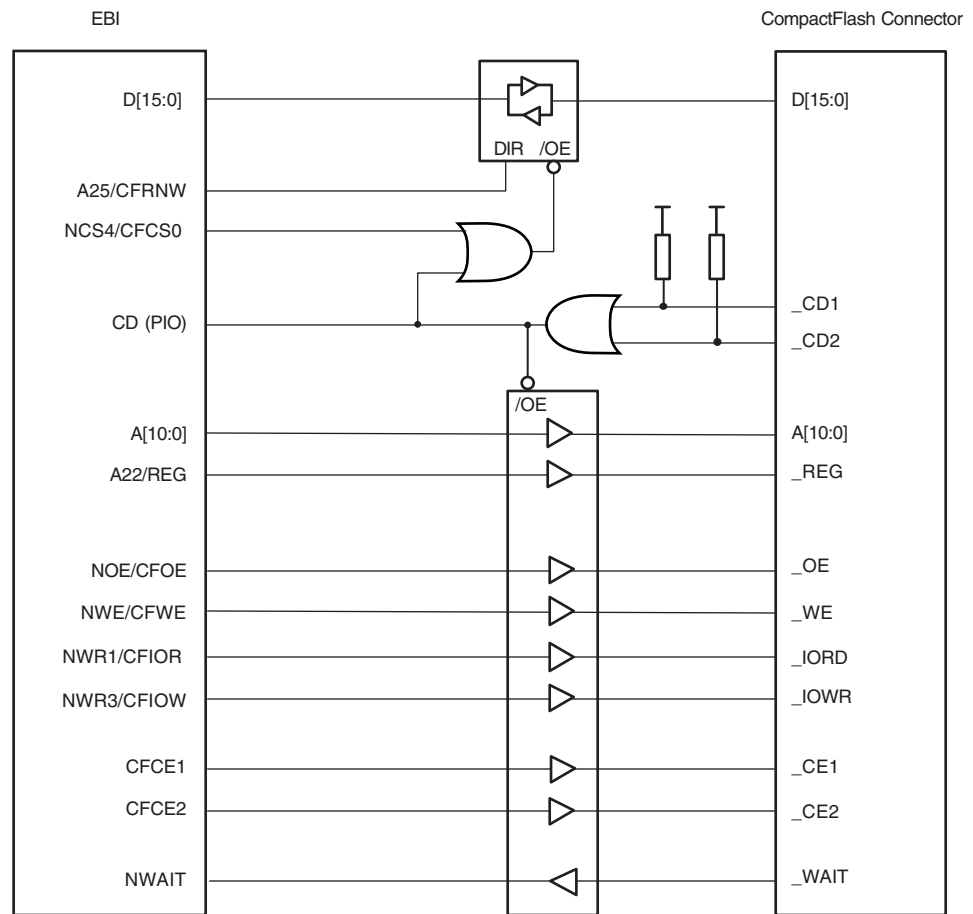 EBI
CompactFlash Connector
D[15:0]
D[15:0]
DIR /OE
A25/CFRNW
NCS4/CFCS0
_CD1
CD (PIO)
_CD2
/OE
A[10:0]
A[10:0]
A22/REG
_REG
NOE/CFOE
_OE
NWE/CFWE
_WE
NWR1/CFIOR
_IORD
NWR3/CFIOW
_IOWR
CFCE1
_CE1
CFCE2
_CE2
NWAIT
_WAIT